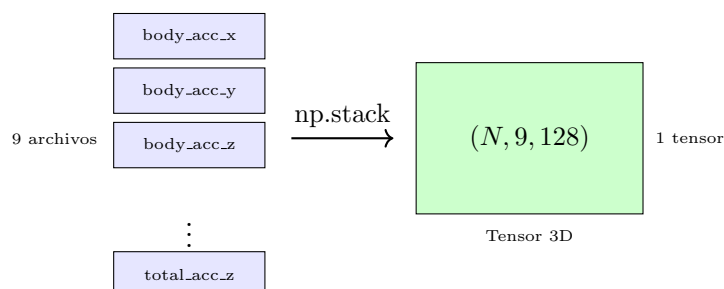 body_acc_x
body_acc_y
body_acc_z
9 archivos
⋮
total_acc_z
np.stack
(N, 9, 128)
1 tensor
Tensor 3D